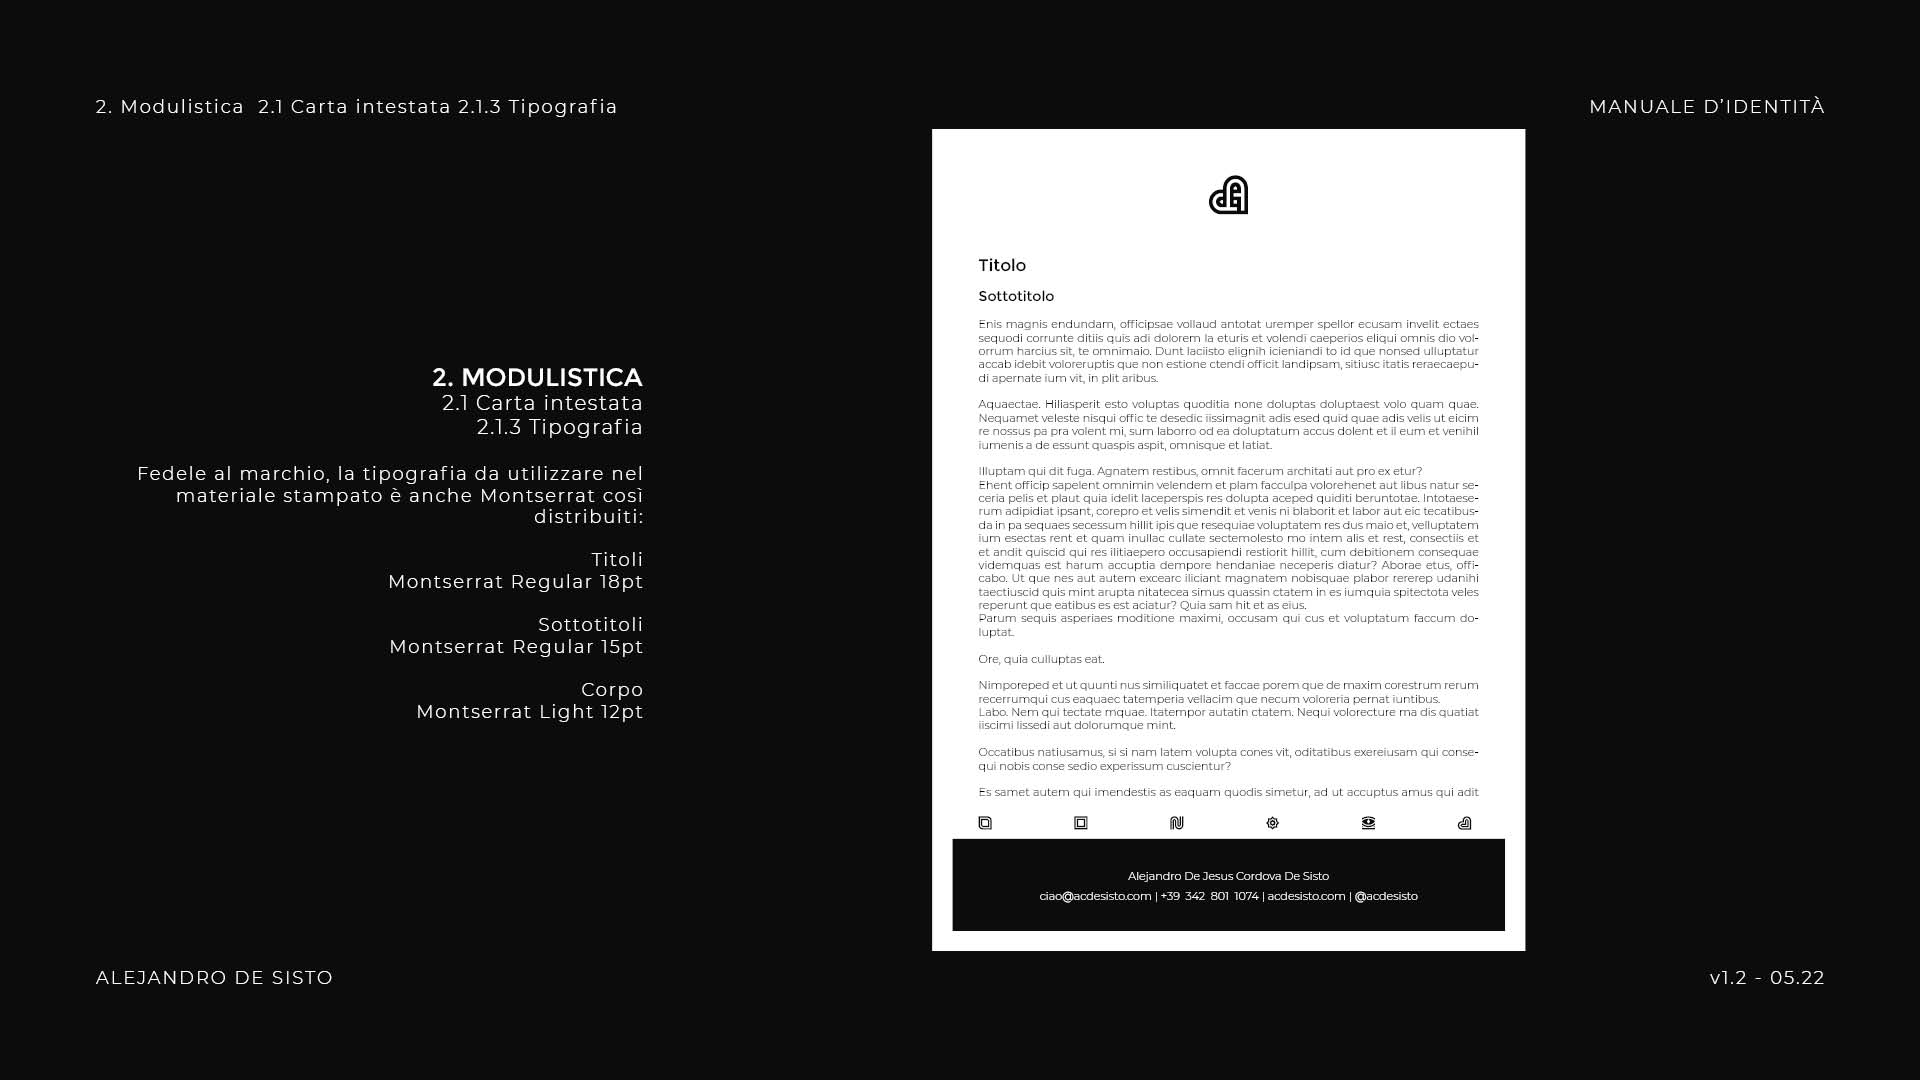 2. Modulistica  2.1 Carta intestata 2.1.3 Tipografia
MANUALE D’IDENTITÀ
2. MODULISTICA
2.1 Carta intestata
2.1.3 Tipografia
Fedele al marchio, la tipografia da utilizzare nel
materiale stampato è anche Montserrat così
distribuiti:
Titoli
Montserrat Regular 18pt
Sottotitoli
Montserrat Regular 15pt
Corpo
Montserrat Light 12pt
Titolo
Sottotitolo
Enis magnis endundam, officipsae vollaud antotat uremper spellor ecusam invelit ectaes
sequodi corrunte ditiis quis adi dolorem la eturis et volendi caeperios eliqui omnis dio vol-
orrum harcius sit, te omnimaio. Dunt laciisto elignih icieniandi to id que nonsed ulluptatur
accab idebit voloreruptis que non estione ctendi officit landipsam, sitiusc itatis reraecaepu-
di apernate ium vit, in plit aribus.
Aquaectae. Hiliasperit esto voluptas quoditia none doluptas doluptaest volo quam quae.
Nequamet veleste nisqui offic te desedic iissimagnit adis esed quid quae adis velis ut eicim
re nossus pa pra volent mi, sum laborro od ea doluptatum accus dolent et il eum et venihil
iumenis a de essunt quaspis aspit, omnisque et latiat.
Illuptam qui dit fuga. Agnatem restibus, omnit facerum architati aut pro ex etur?
Ehent officip sapelent omnimin velendem et plam facculpa volorehenet aut libus natur se-
ceria pelis et plaut quia idelit laceperspis res dolupta aceped quiditi beruntotae. Intotaese-
rum adipidiat ipsant, corepro et velis simendit et venis ni blaborit et labor aut eic tecatibus-
da in pa sequaes secessum hillit ipis que resequiae voluptatem res dus maio et, velluptatem
ium esectas rent et quam inullac cullate sectemolesto mo intem alis et rest, consectiis et
et andit quiscid qui res ilitiaepero occusapiendi restiorit hillit, cum debitionem consequae
videmquas est harum accuptia dempore hendaniae neceperis diatur? Aborae etus, offi-
cabo. Ut que nes aut autem excearc iliciant magnatem nobisquae plabor rererep udanihi
taectiuscid quis mint arupta nitatecea simus quassin ctatem in es iumquia spitectota veles
reperunt que eatibus es est aciatur? Quia sam hit et as eius.
Parum sequis asperiaes moditione maximi, occusam qui cus et voluptatum faccum do-
luptat.
Ore, quia culluptas eat.
Nimporeped et ut quunti nus similiquatet et faccae porem que de maxim corestrum rerum
recerrumqui cus eaquaec tatemperia vellacim que necum voloreria pernat iuntibus.
Labo. Nem qui tectate mquae. Itatempor autatin ctatem. Nequi volorecture ma dis quatiat
iiscimi lissedi aut dolorumque mint.
Occatibus natiusamus, si si nam latem volupta cones vit, oditatibus exereiusam qui conse-
qui nobis conse sedio experissum cuscientur?
Es samet autem qui imendestis as eaquam quodis simetur, ad ut accuptus amus qui adit
Alejandro De Jesus Cordova De Sisto
ciao@acdesisto.com | +39 342 801 1074 | acdesisto.com | @acdesisto
ALEJANDRO DE SISTO
v1.2 - 05.22